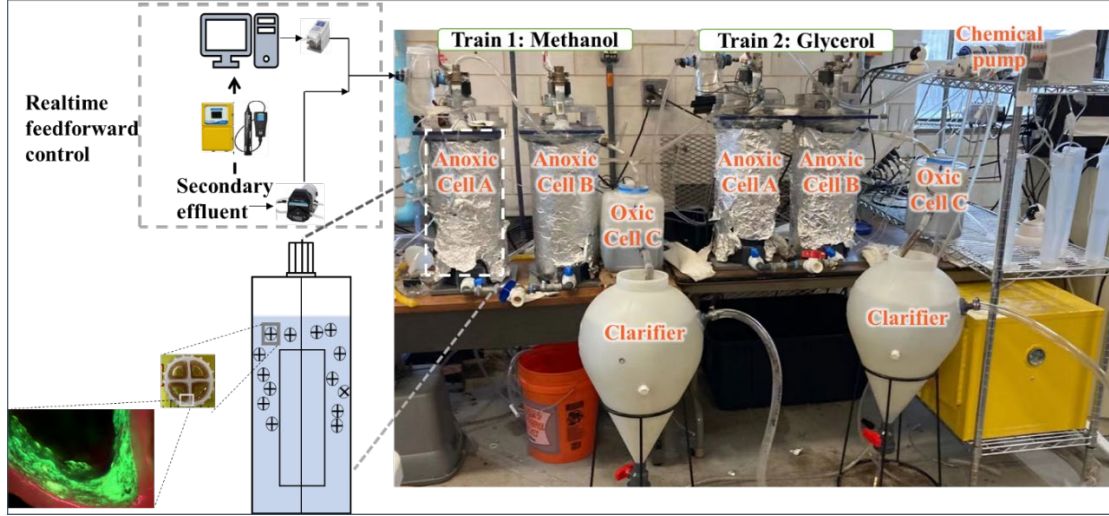 Realtime
feedforward
control
Secondary
effluent
Train 1: Methanol
Train 2: Glycerol
Chemical
pump
Anoxic
Cell A
Anoxic
Cell B
Oxic
Cell C
Anoxic
Cell A
Anoxic
Cell B
Oxic
Cell C
Clarifier
Clarifier